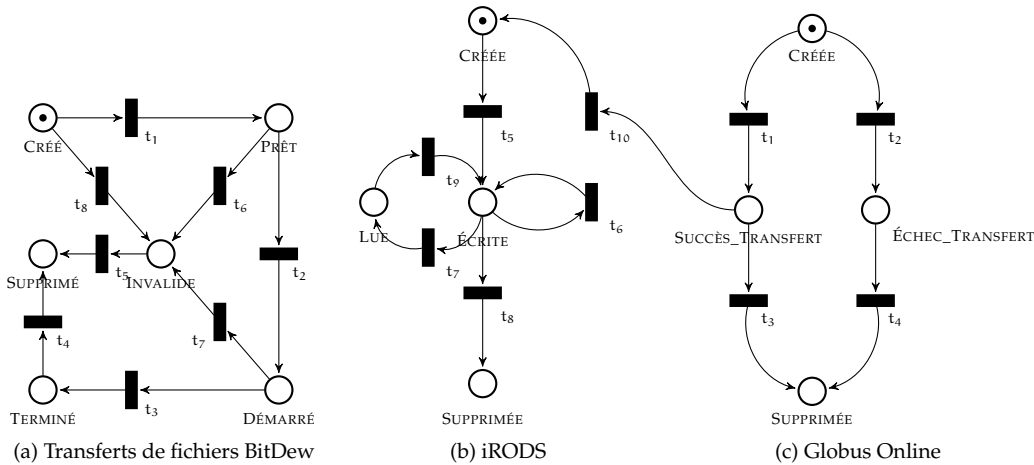 CRÉÉE
CRÉÉE
t₅
t₁₀
t₁
t₂
CRÉÉ
t₁
PRÊT
t₉
t₈
t₆
LUE
ÉCRITE
t₆
t₇
SUCCÈS_TRANSFERT
ÉCHEC_TRANSFERT
SUPPRIMÉ
t₅
INVALIDE
t₂
t₈
t₃
t₄
t₄
t₇
TERMINÉ
t₃
DÉMARRÉ
SUPPRIMÉE
SUPPRIMÉE
(a) Transferts de fichiers BitDew
(b) iRODS
(c) Globus Online